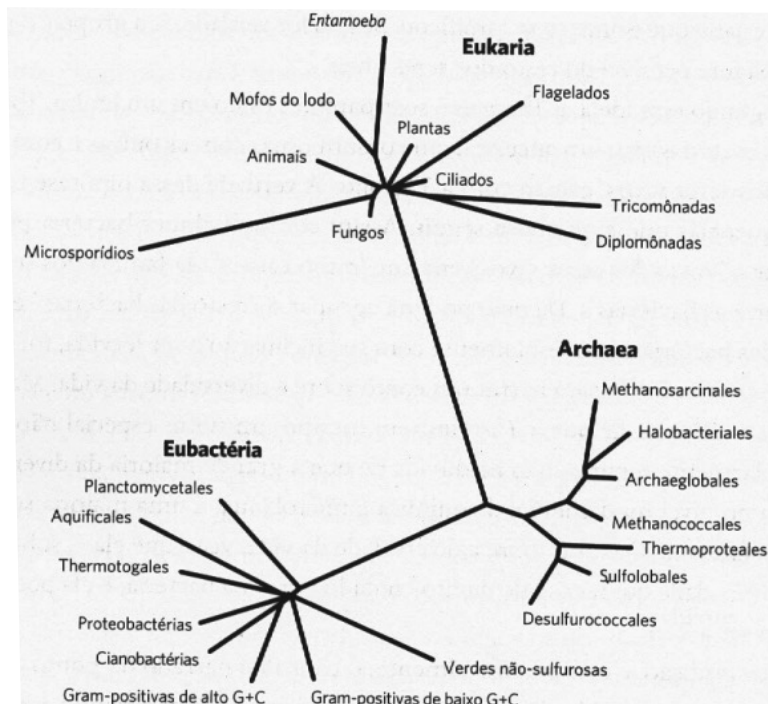 Entamoeba
Eukaria
Mofos do lodo
Flagelados
Plantas
Animais
Ciliados
Fungos
Tricomônadas
Diplomônadas
Microsporídios
Archaea
Methanosarcinales
Halobacteriales
Archaeglobales
Methanococcales
Thermoproteales
Sulfolobales
Desulfurococcales
Eubactéria
Planctomycetales
Aquificales
Thermotogales
Proteobactérias
Cianobactérias
Verdes não-sulfurosas
Gram-positivas de alto G+C
Gram-positivas de baixo G+C